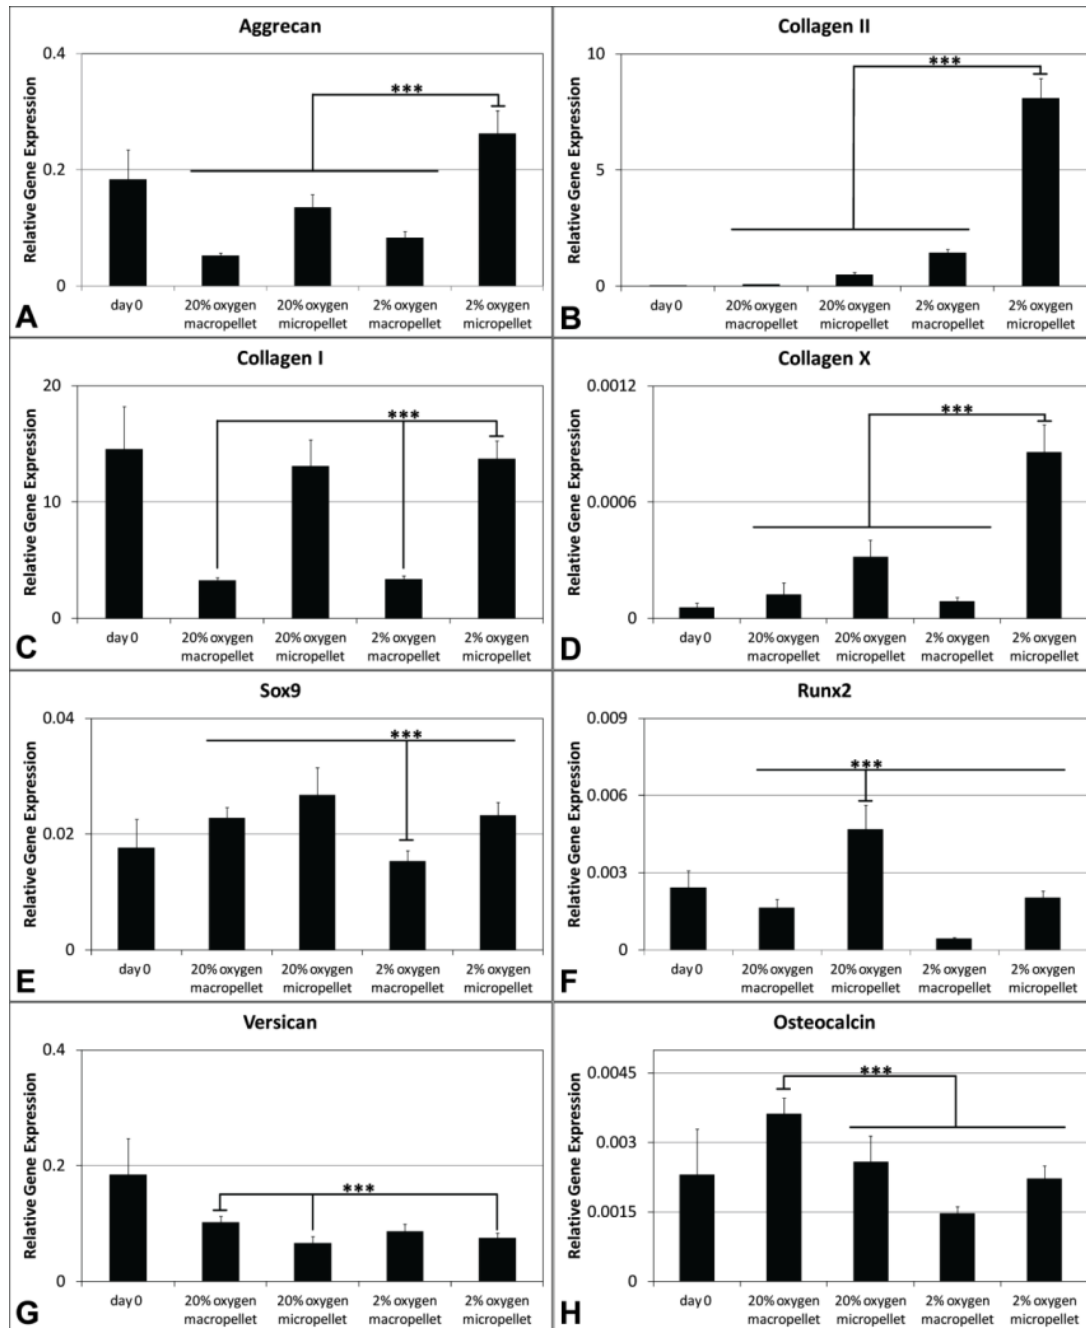 Aggrecan
Relative Gene Expression
0.4
0.2
0
***
day 0
20% oxygen macropellet
20% oxygen micropellet
2% oxygen macropellet
2% oxygen micropellet
A
Collagen II
Relative Gene Expression
10
5
0
***
day 0
20% oxygen macropellet
20% oxygen micropellet
2% oxygen macropellet
2% oxygen micropellet
B
Collagen I
Relative Gene Expression
20
10
0
***
day 0
20% oxygen macropellet
20% oxygen micropellet
2% oxygen macropellet
2% oxygen micropellet
C
Collagen X
Relative Gene Expression
0.0012
0.0006
0
***
day 0
20% oxygen macropellet
20% oxygen micropellet
2% oxygen macropellet
2% oxygen micropellet
D
Sox9
Relative Gene Expression
0.04
0.02
0
***
day 0
20% oxygen macropellet
20% oxygen micropellet
2% oxygen macropellet
2% oxygen micropellet
E
Runx2
Relative Gene Expression
0.009
0.006
0.003
0
***
day 0
20% oxygen macropellet
20% oxygen micropellet
2% oxygen macropellet
2% oxygen micropellet
F
Versican
Relative Gene Expression
0.4
0.2
0
***
day 0
20% oxygen macropellet
20% oxygen micropellet
2% oxygen macropellet
2% oxygen micropellet
G
Osteocalcin
Relative Gene Expression
0.0045
0.003
0.0015
0
***
day 0
20% oxygen macropellet
20% oxygen micropellet
2% oxygen macropellet
2% oxygen micropellet
H